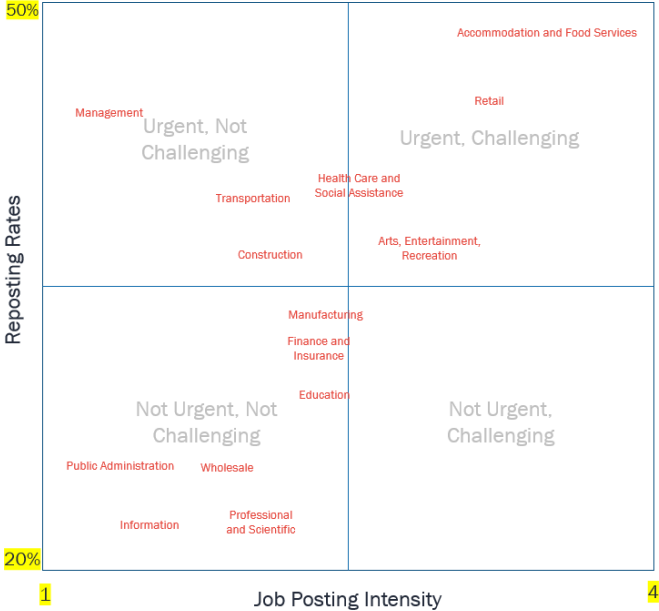 50%
Accommodation and Food Services
Retail
Management
Urgent, Not
Challenging
Urgent, Challenging
Health Care and
Social Assistance
Transportation
Arts, Entertainment,
Recreation
Construction
Reposting Rates
Manufacturing
Finance and
Insurance
Education
Not Urgent, Not
Challenging
Not Urgent,
Challenging
Public Administration
Wholesale
Professional
and Scientific
Information
20%
1
Job Posting Intensity
4